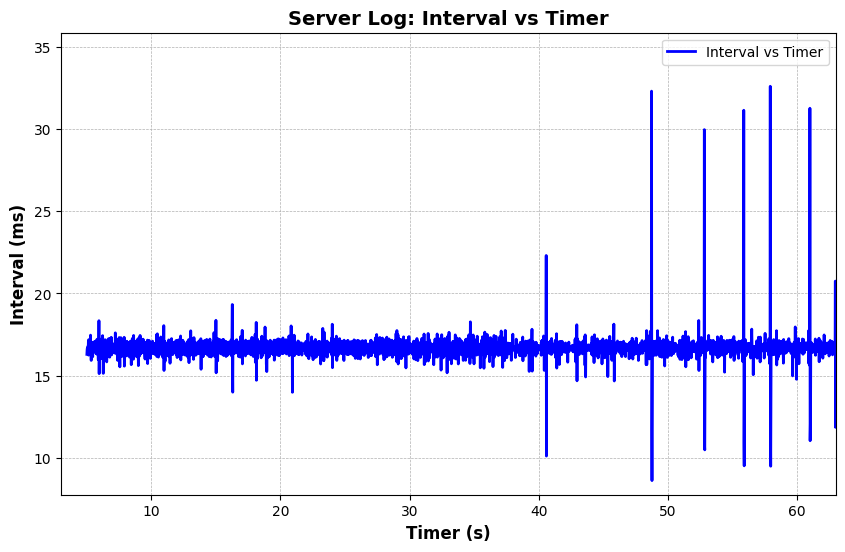 Server Log: Interval vs Timer
Interval vs Timer
35
30
25
20
15
10
Interval (ms)
10 20 30 40 50 60
Timer (s)